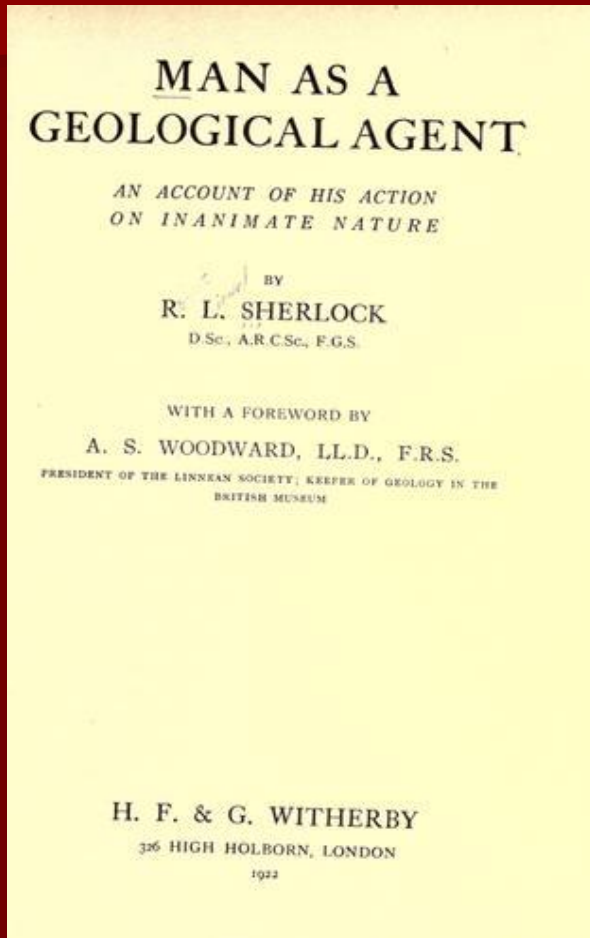 MAN AS A
GEOLOGICAL AGENT
AN ACCOUNT OF HIS ACTION
ON INANIMATE NATURE
BY
R. L. SHERLOCK
D.Sc., A.R.C.Sc., F.G.S.
WITH A FOREWORD BY
A. S. WOODWARD, LL.D., F.R.S.
PRESIDENT OF THE LINNEAN SOCIETY; KEEPER OF GEOLOGY IN THE
BRITISH MUSEUM
H. F. & G. WITHERBY
326 HIGH HOLBORN, LONDON
1922